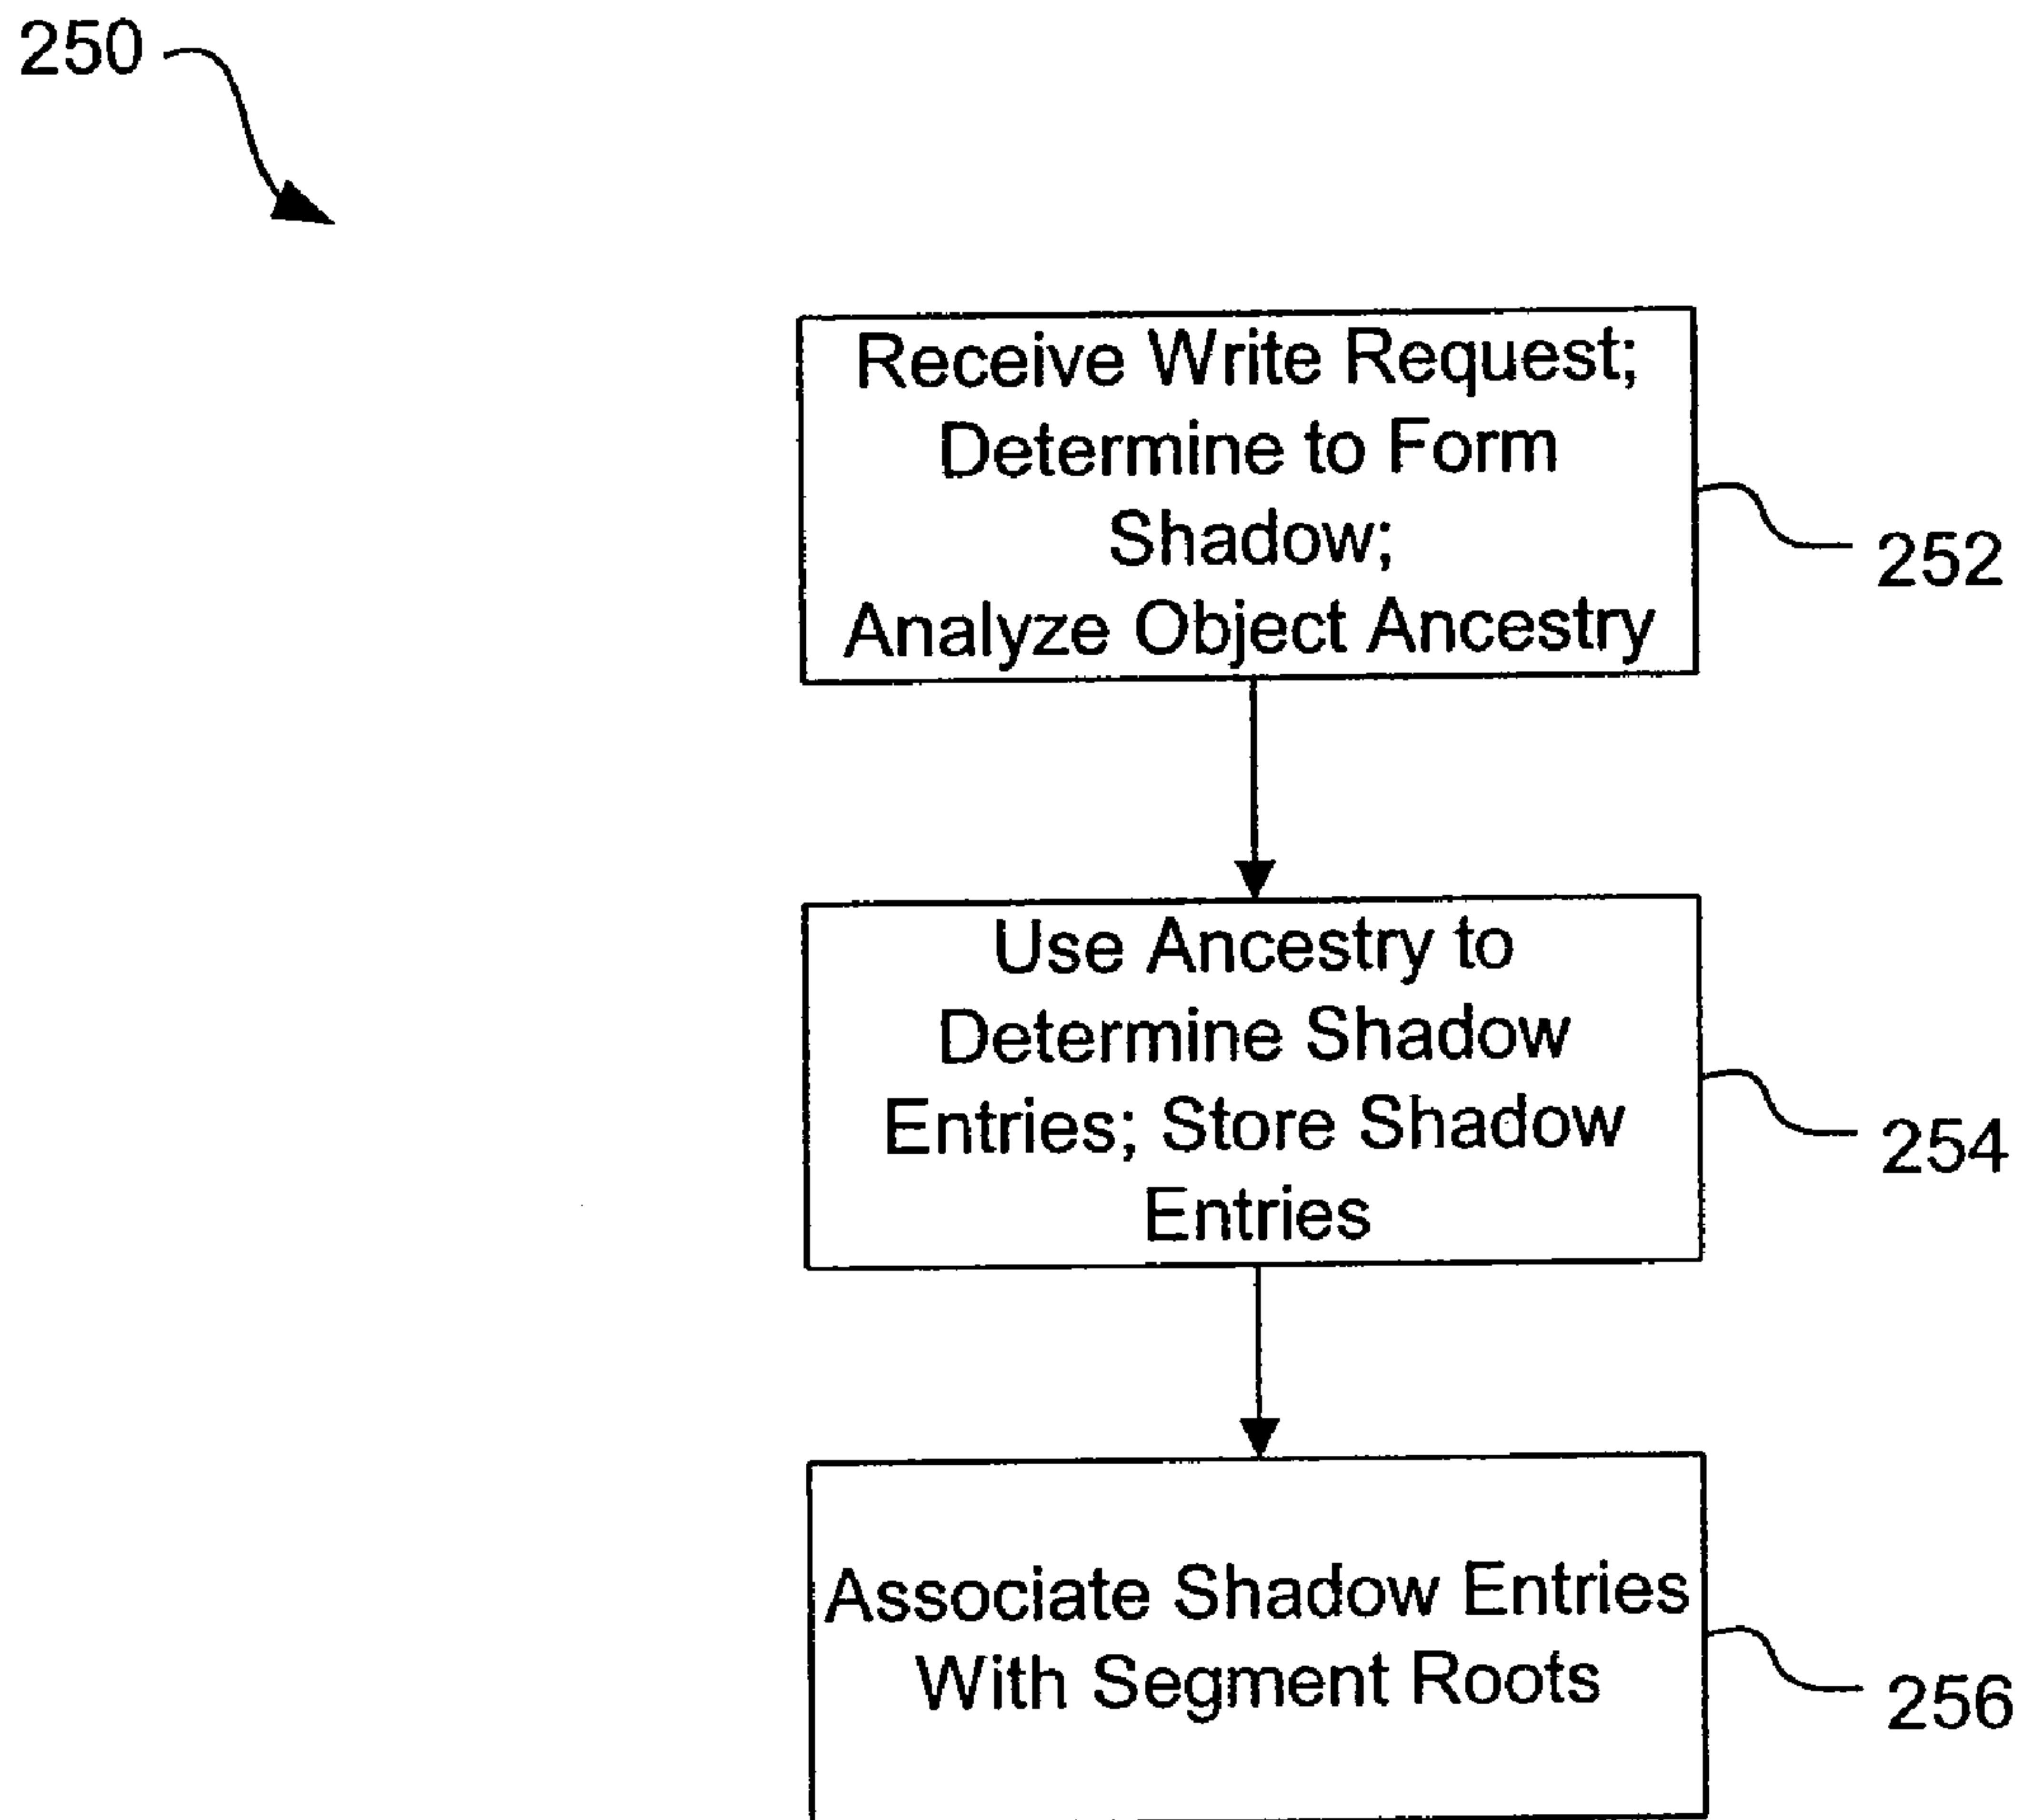 250
Receive Write Request;
Determine to Form
Shadow;
Analyze Object Ancestry
252
Use Ancestry to
Determine Shadow
Entries; Store Shadow
Entries
254
Associate Shadow Entries
With Segment Roots
256